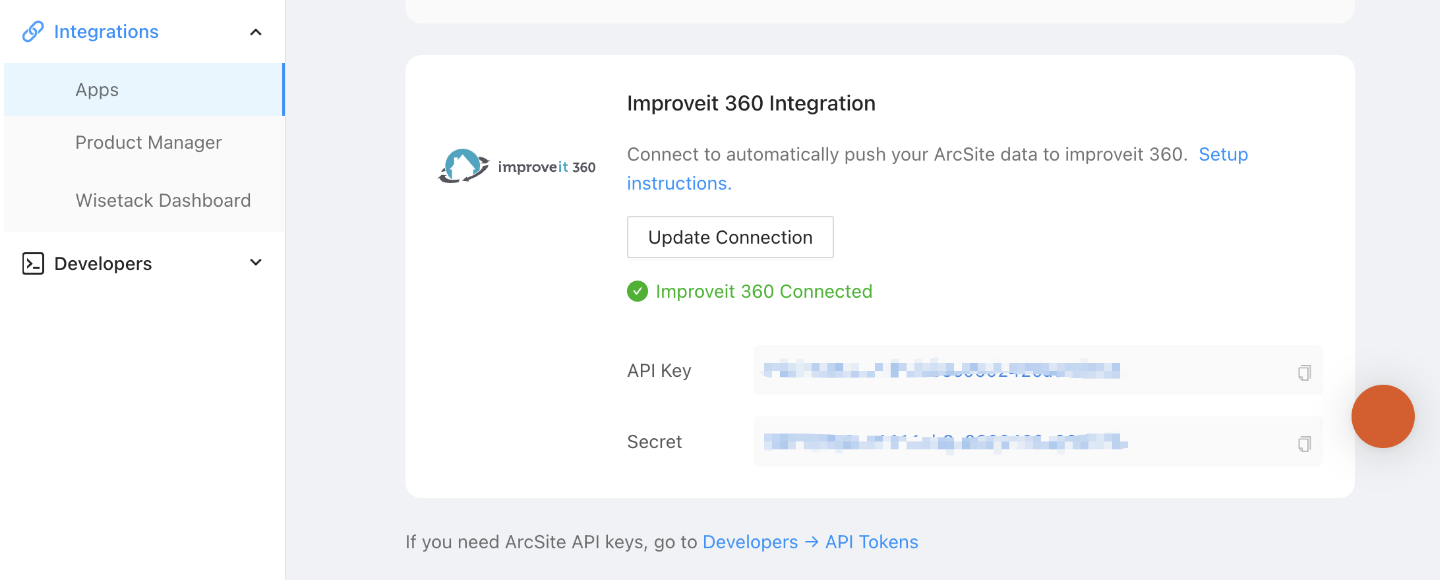 Integrations
Apps
Product Manager
Wisetack Dashboard
Developers
improveit 360
Improveit 360 Integration
Connect to automatically push your ArcSite data to improveit 360. Setup
instructions.
Update Connection
Improveit 360 Connected
API Key
Secret
If you need ArcSite API keys, go to Developers → API Tokens